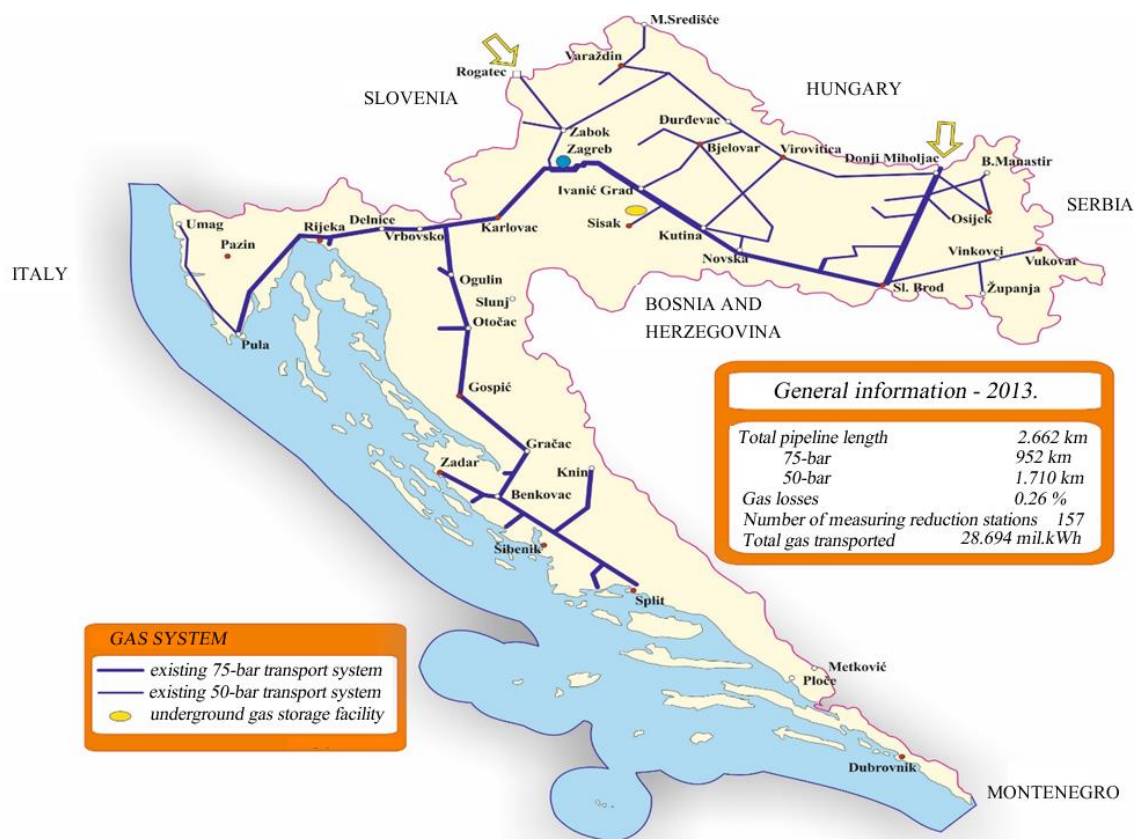 M.Središće
Varaždin
Rogatec
SLOVENIA
HUNGARY
Đurđevac
Zabok
Zagreb
Bjelovar
Virovitica
Donji Miholjac
B.Manastir
Ivanić Grad
Osijek
SERBIA
Umag
Rijeka
Delnice
Vrbovsko
Karlovac
Sisak
Kutina
Novska
Vinkovci
Vukovar
Pazin
ITALY
Ogulin
Slunj
Otočac
BOSNIA AND
HERZEGOVINA
Sl. Brod
Županja
Pula
Gospić
General information - 2013.
Total pipeline length 2.662 km
75-bar 952 km
50-bar 1.710 km
Gas losses 0.26 %
Number of measuring reduction stations 157
Total gas transported 28.694 mil.kWh
Gračac
Zadar
Knin
Benkovac
Šibenik
Split
GAS SYSTEM
existing 75-bar transport system
existing 50-bar transport system
underground gas storage facility
Metković
Ploče
Dubrovnik
MONTENEGRO